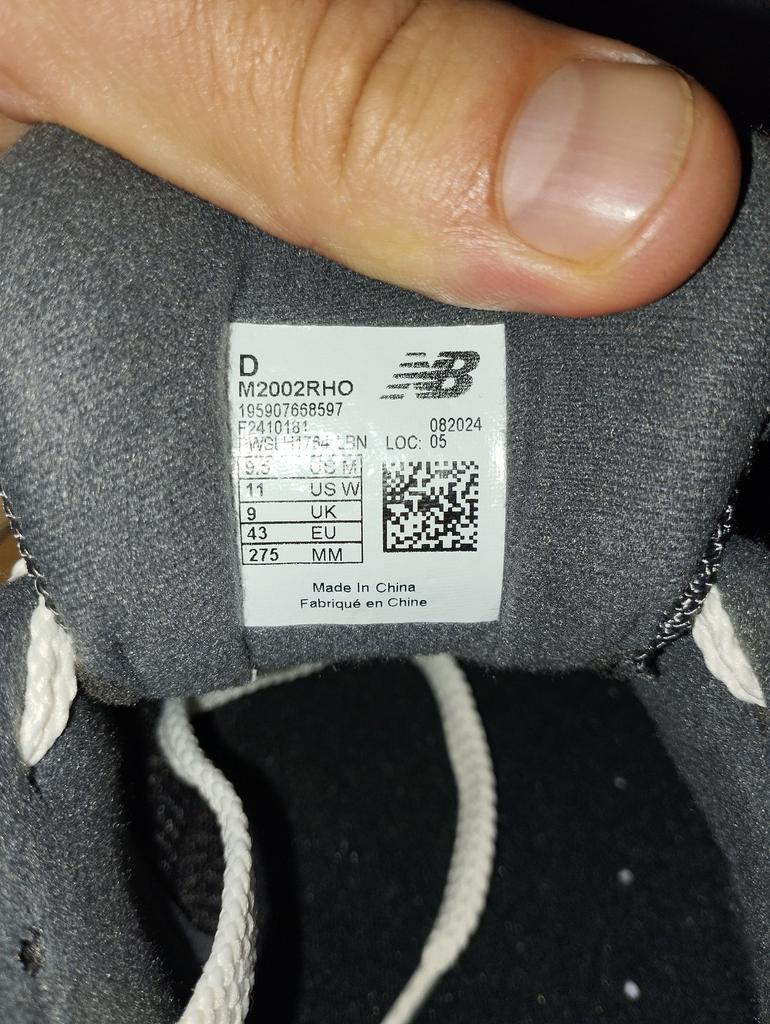 D
M2002RHO
NB
195907668597
F2410181
082024
LOC: 05
9.5 US M
11 US W
9 UK
43 EU
275 MM
Made In China
Fabriqué en Chine